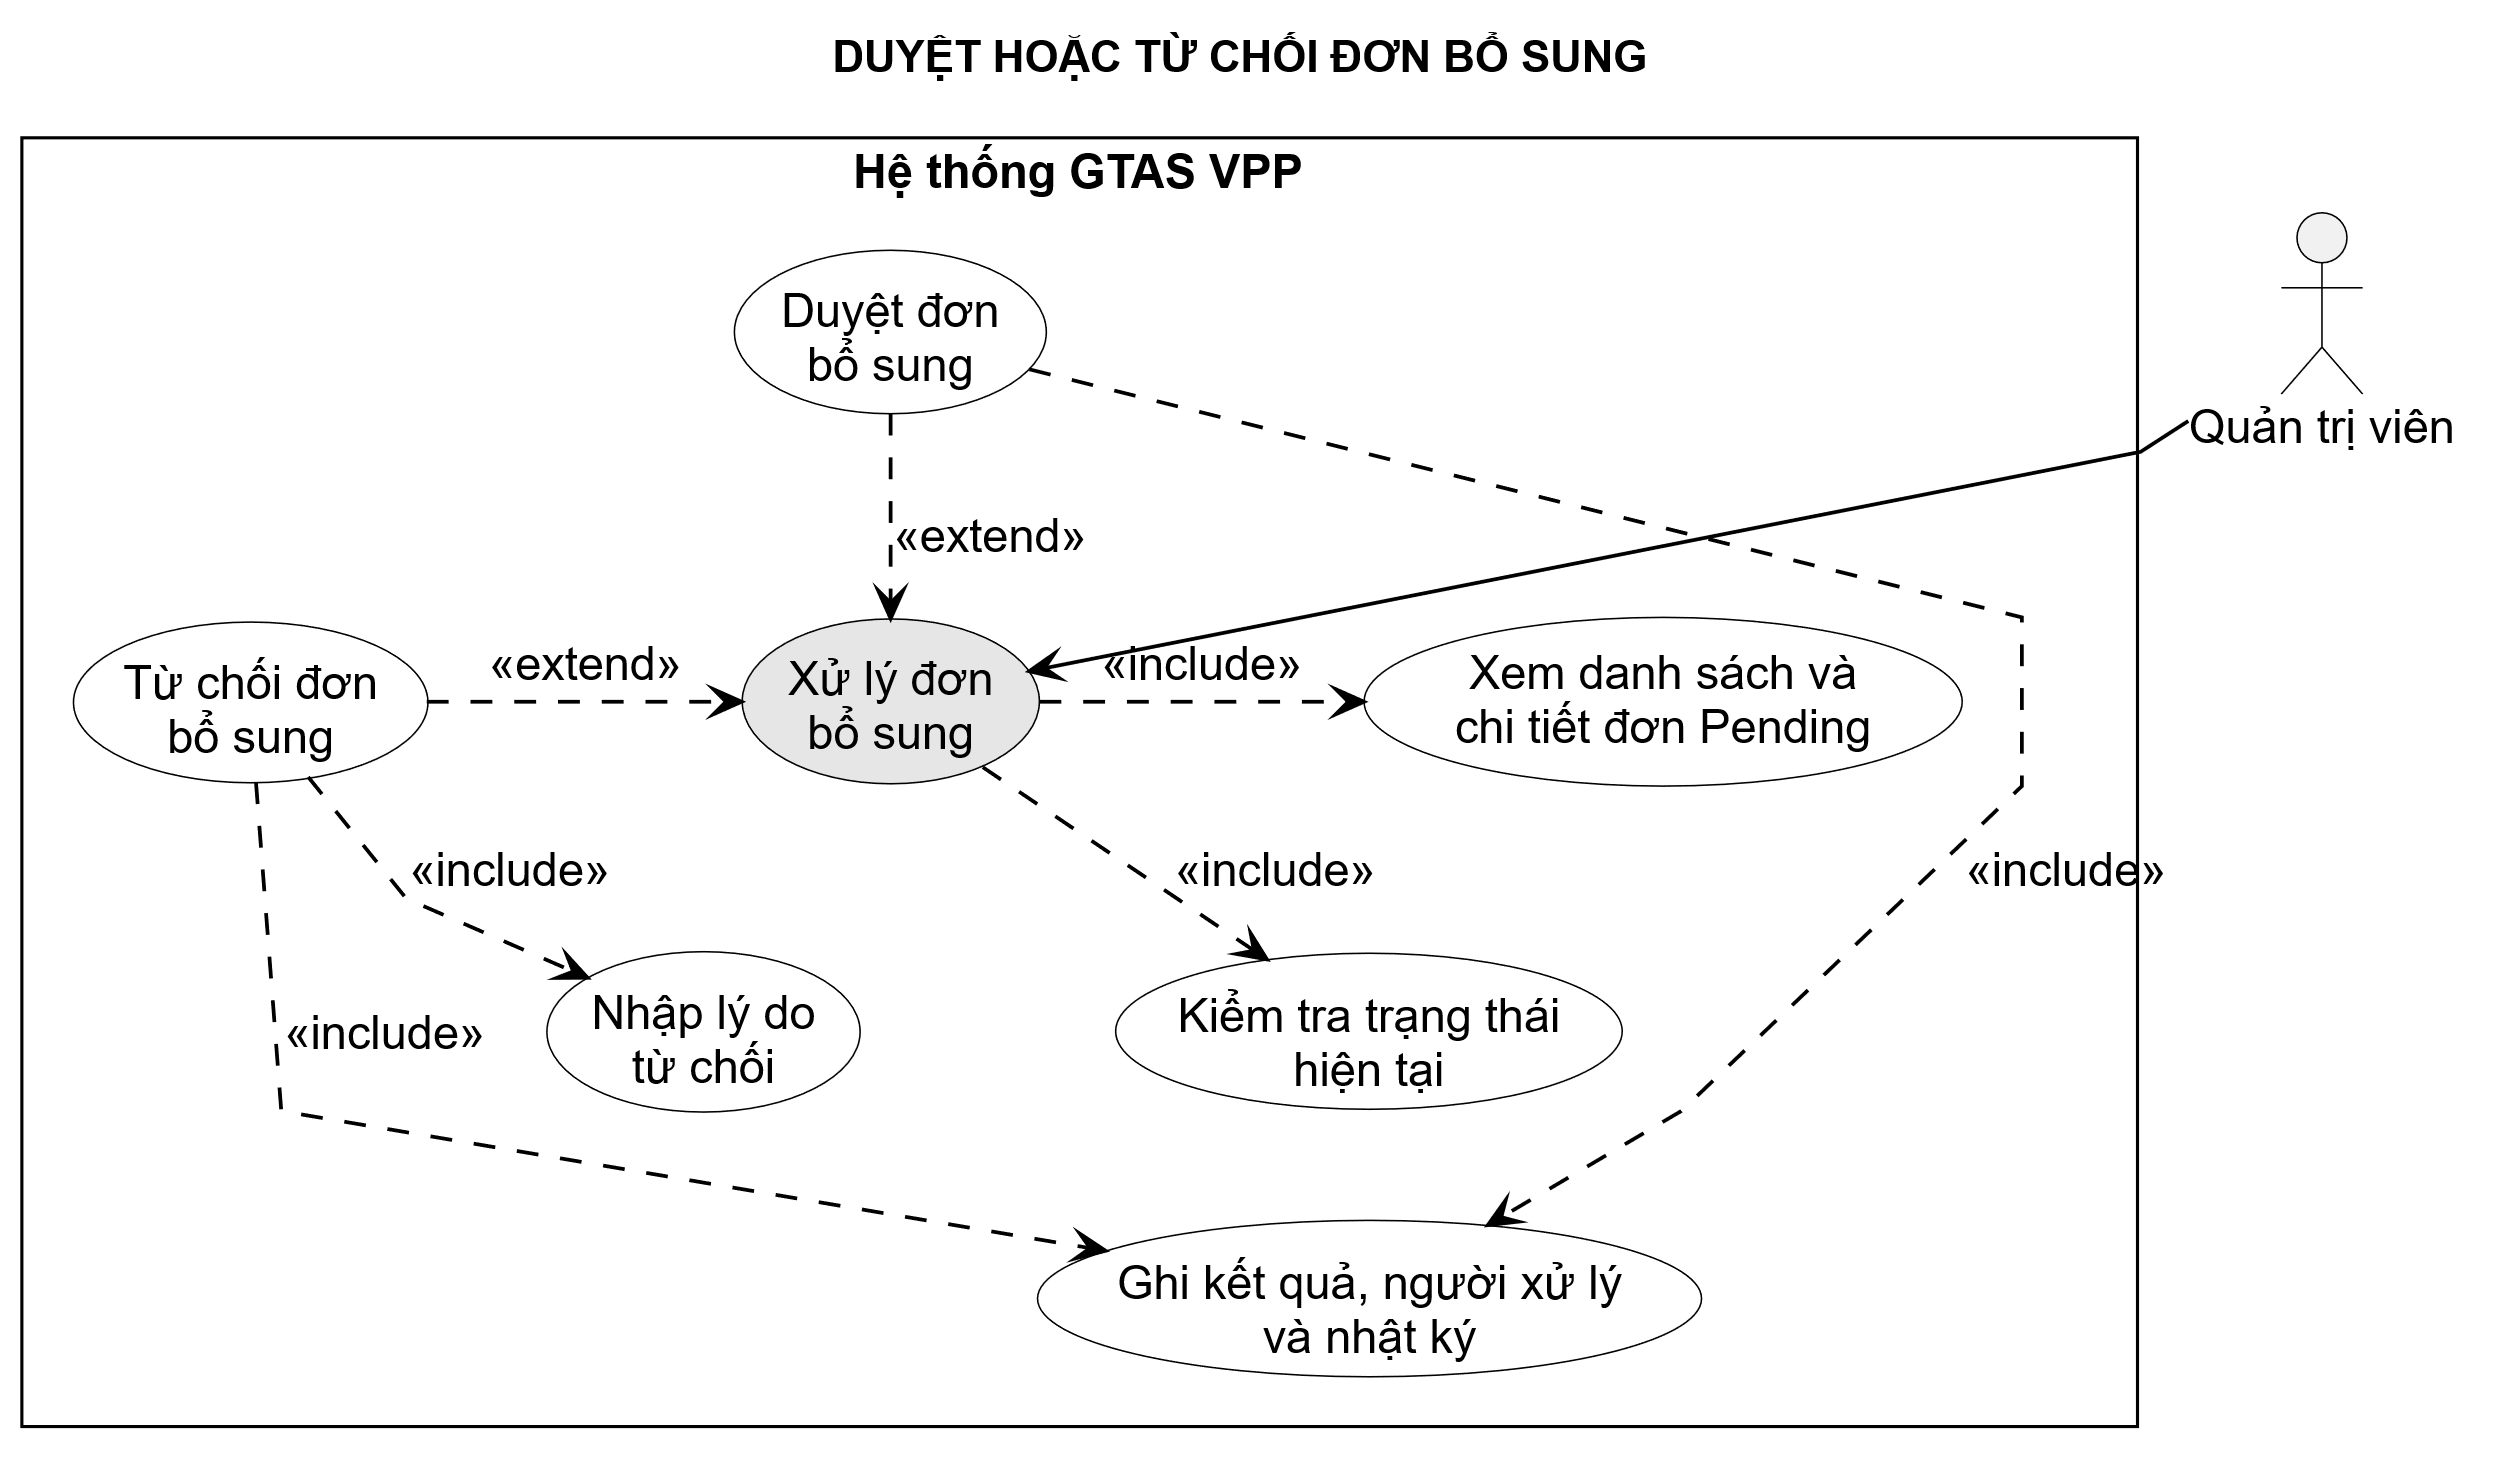 DUYỆT HOẶC TỪ CHỐI ĐƠN BỔ SUNG
Hệ thống GTAS VPP
Duyệt đơn
bổ sung
Quản trị viên
«extend»
Từ chối đơn
bổ sung
«extend»
Xử lý đơn
bổ sung
«include»
Xem danh sách và
chi tiết đơn Pending
«include»
«include»
«include»
Nhập lý do
từ chối
Kiểm tra trạng thái
hiện tại
«include»
Ghi kết quả, người xử lý
và nhật ký